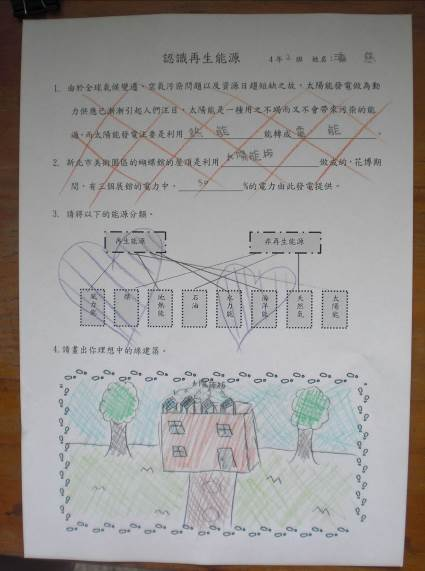 認識再生能源 4年2班 姓名:
1. 由於全球氣候變遷、空氣污染問題以及資源日趨短缺之故,太陽能發電做為動
力供應已漸漸引起人們注目,太陽能是一種用之不竭而又不會帶來污染的能
源,而太陽能發電主要是利用 熱能 能轉成 電能 。
2. 新北市美術園區的蝴蝶館的屋頂是利用 太陽能板 做成的,花博期
間,有三個展館的電力中, 50 %的電力由此發電提供。
3. 請將以下的能源分類。
再生能源 非再生能源
風力能 煤 地熱能 石油 水力能 海洋能 天然氣 太陽能
4. 請畫出你理想中的綠建築。
太陽能板